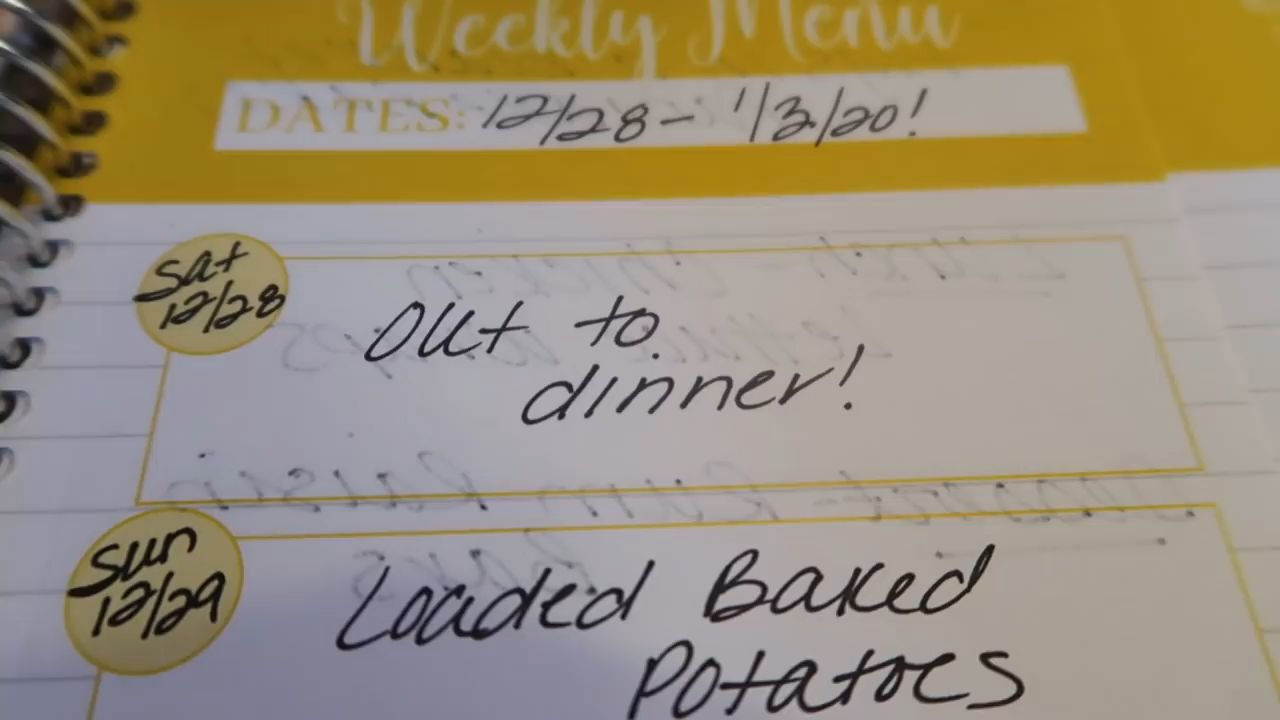 Weekly Menu
DATES: 12/28 - 1/3/20!
Sat
12/28
Out to
dinner!
Sun
12/29
Loaded Baked
Potatoes